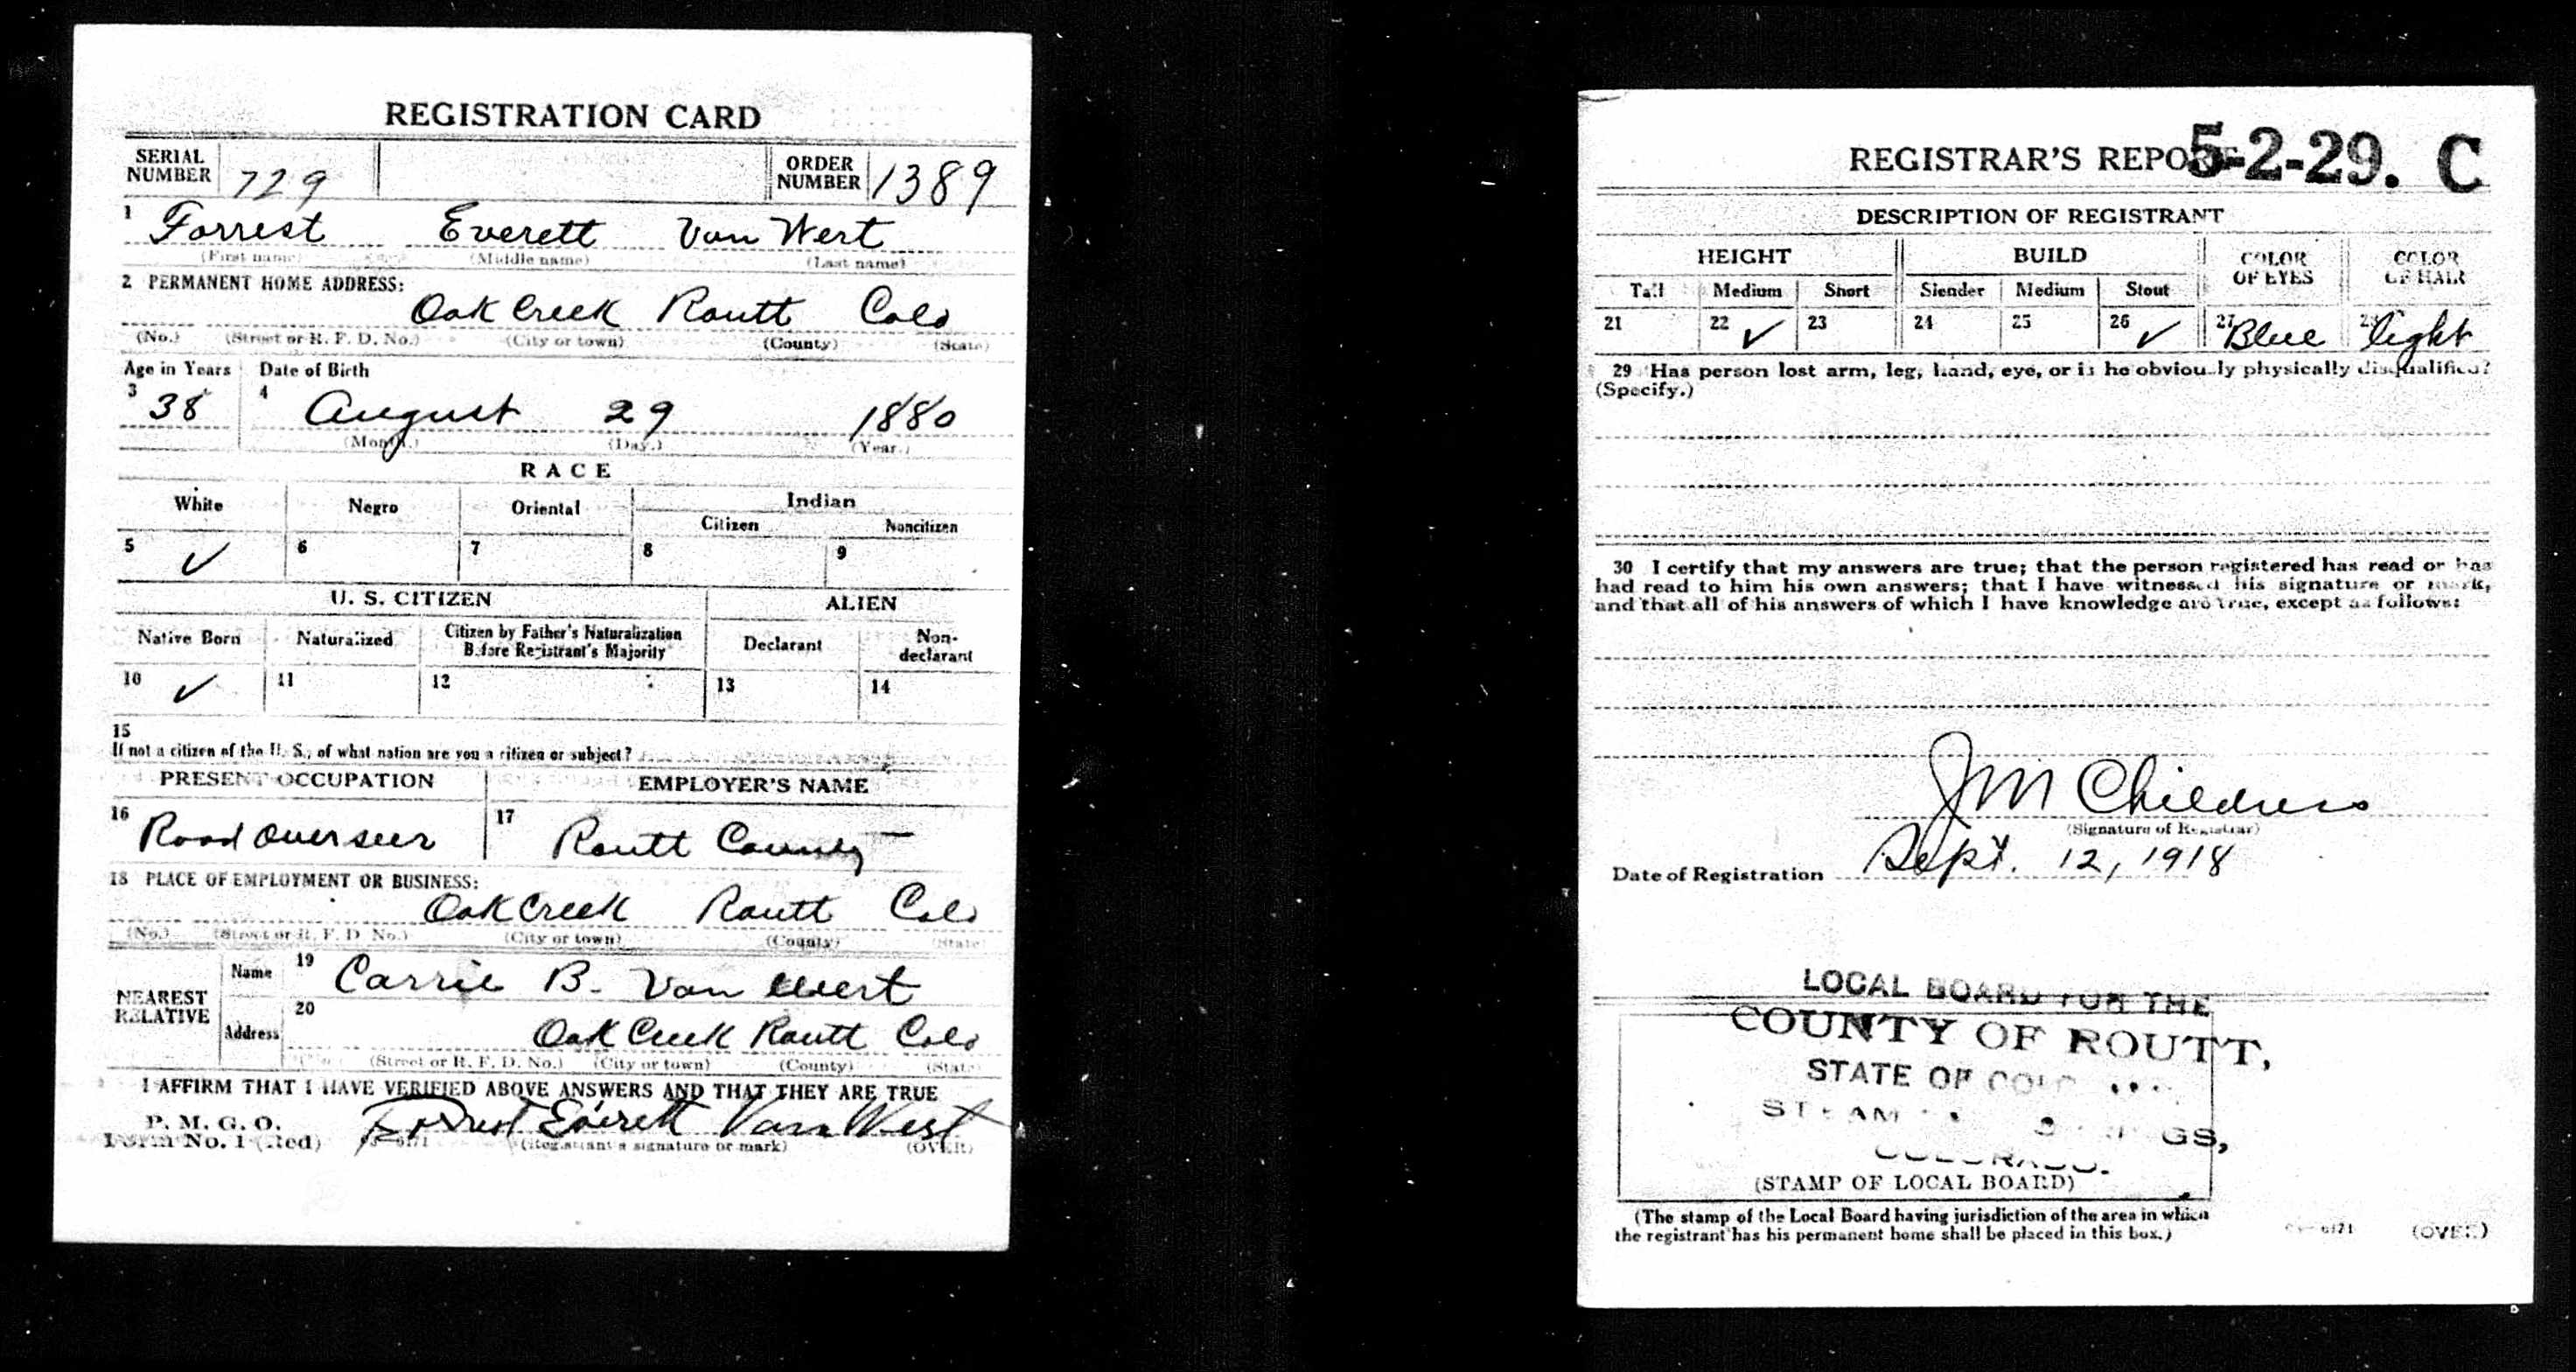 REGISTRATION CARD
SERIAL NUMBER 729 ORDER NUMBER 1389
1 Forrest Everett Van Wert
(First name) (Middle name) (Last name)
2 PERMANENT HOME ADDRESS:
Oak Creek Routt Colo
(No.) (Street or R. F. D. No.) (City or town) (County) (State)
Age in Years Date of Birth
3 38 4 August 29 1880
(Month.) (Day.) (Year.)
RACE
White Negro Oriental Indian
Citizen Noncitizen
5 ✓ 6 7 8 9
U. S. CITIZEN ALIEN
Native Born Naturalized Citizen by Father's Naturalization Before Registrant's Majority Declarant Non-declarant
10 ✓ 11 12 13 14
15
If not a citizen of the U. S., of what nation are you a citizen or subject?
PRESENT OCCUPATION EMPLOYER'S NAME
16 Road Overseer 17 Routt County
18 PLACE OF EMPLOYMENT OR BUSINESS:
Oak Creek Routt Colo
(No.) (Street or R. F. D. No.) (City or town) (County) (State)
NEAREST RELATIVE
Name 19 Carrie B. Van Wert
Address 20 Oak Creek Routt Colo
(Street or R. F. D. No.) (City or town) (County) (State)
I AFFIRM THAT I HAVE VERIFIED ABOVE ANSWERS AND THAT THEY ARE TRUE
P. M. G. O.
Form No. 1 (Red) Forrest Everett Van Wert
(Registrant's signature or mark) (OVER)
REGISTRAR'S REPORT 5-2-29. C
DESCRIPTION OF REGISTRANT
HEIGHT BUILD COLOR OF EYES COLOR OF HAIR
Tall Medium Short Slender Medium Stout
21 22 ✓ 23 24 25 26 ✓ 27 Blue 28 light
29 Has person lost arm, leg, hand, eye, or is he obviously physically disqualified?
(Specify.)
30 I certify that my answers are true; that the person registered has read or has
had read to him his own answers; that I have witnessed his signature or mark,
and that all of his answers of which I have knowledge are true, except as follows:
J M Childress
(Signature of Registrar)
Date of Registration Sept. 12, 1918
LOCAL BOARD FOR THE
COUNTY OF ROUTT,
STATE OF COLO
STEAM SPRINGS,
COLORADO.
(STAMP OF LOCAL BOARD)
(The stamp of the Local Board having jurisdiction of the area in which
the registrant has his permanent home shall be placed in this box.)
(OVER)